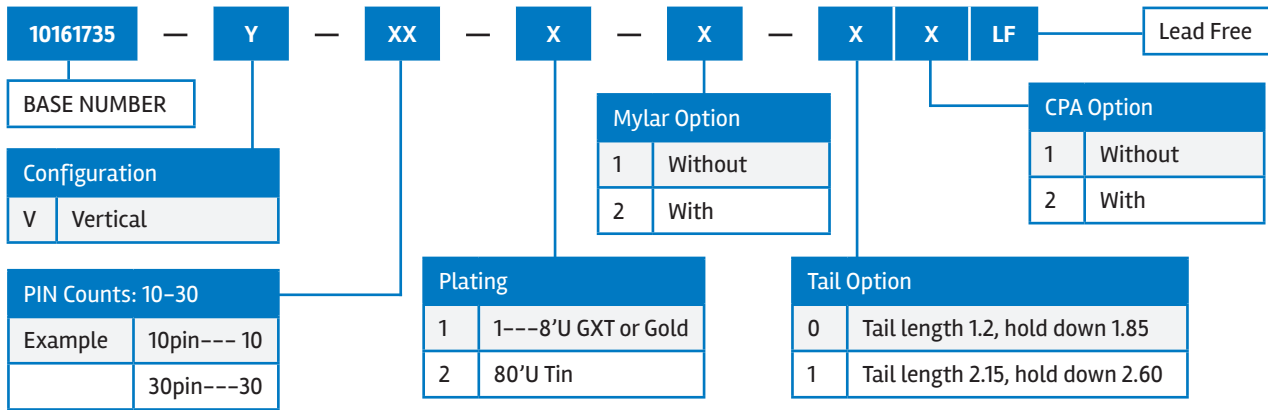 10161735 — Y — XX — X — X — X X LF Lead Free
BASE NUMBER
Configuration
V Vertical
PIN Counts: 10-30
Example 10pin--- 10
30pin---30
Plating
1 1---8'U GXT or Gold
2 80'U Tin
Mylar Option
1 Without
2 With
Tail Option
0 Tail length 1.2, hold down 1.85
1 Tail length 2.15, hold down 2.60
CPA Option
1 Without
2 With